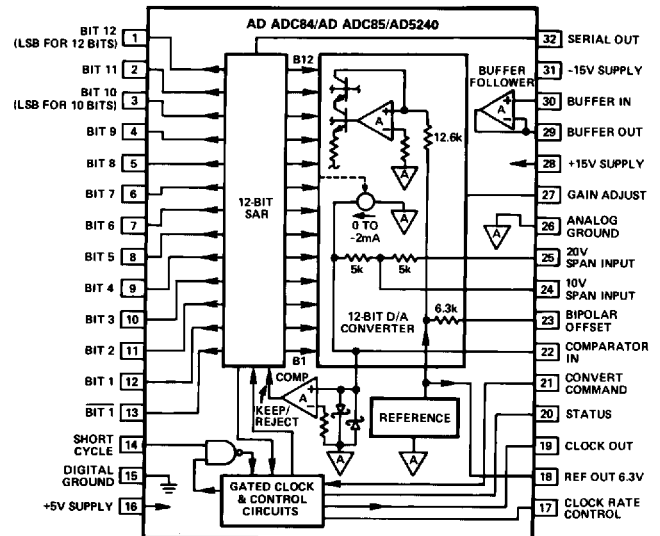 AD ADC84/AD ADC85/AD5240
BIT 12
(LSB FOR 12 BITS)
1
BIT 11
2
BIT 10
(LSB FOR 10 BITS)
3
BIT 9
4
BIT 8
5
BIT 7
6
BIT 6
7
BIT 5
8
BIT 4
9
BIT 3
10
BIT 2
11
BIT 1
12
BIT 1
13
SHORT
CYCLE
14
DIGITAL
GROUND
15
+5V SUPPLY
16
12-BIT
SAR
B12
B1
A
12.6k
A
A
0 TO
-2mA
5k
5k
6.3k
12-BIT D/A
CONVERTER
COMP
KEEP/
REJECT
A
A
REFERENCE
A
GATED CLOCK
& CONTROL
CIRCUITS
BUFFER
FOLLOWER
A
A
32
SERIAL OUT
31
-15V SUPPLY
30
BUFFER IN
29
BUFFER OUT
28
+15V SUPPLY
27
GAIN ADJUST
26
ANALOG
GROUND
25
20V
SPAN INPUT
24
10V
SPAN INPUT
23
BIPOLAR
OFFSET
22
COMPARATOR
IN
21
CONVERT
COMMAND
20
STATUS
19
CLOCK OUT
18
REF OUT 6.3V
17
CLOCK RATE
CONTROL